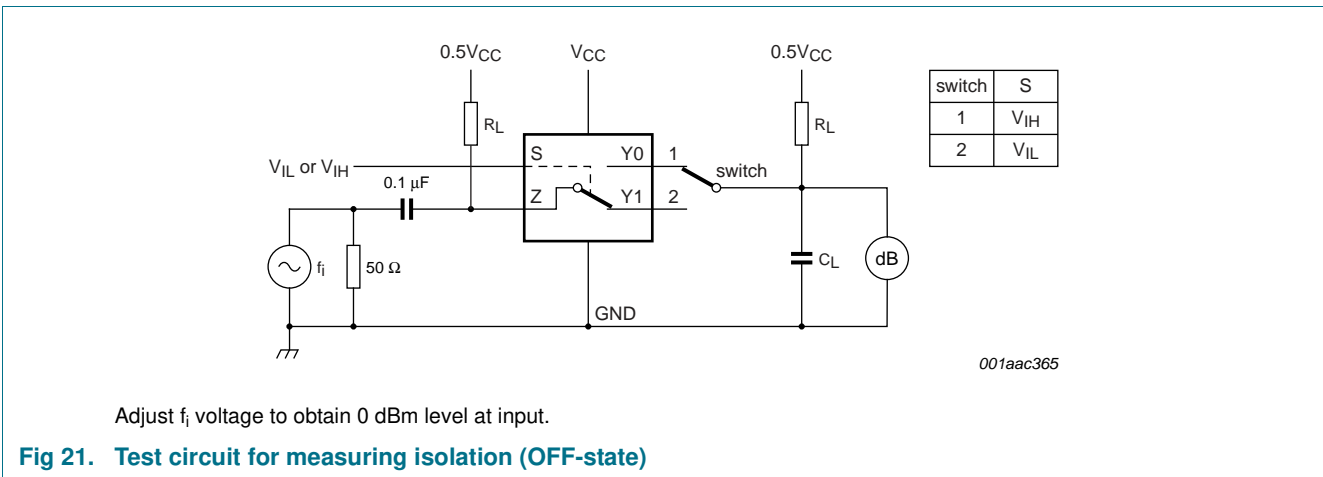 0.5VCC VCC 0.5VCC
switch S
1 VIH
2 VIL
RL RL
S Y0 1
VIL or VIH
switch
0.1 μF
Z Y1 2
fi 50 Ω
CL dB
GND
001aac365
Adjust fi voltage to obtain 0 dBm level at input.
Fig 21. Test circuit for measuring isolation (OFF-state)